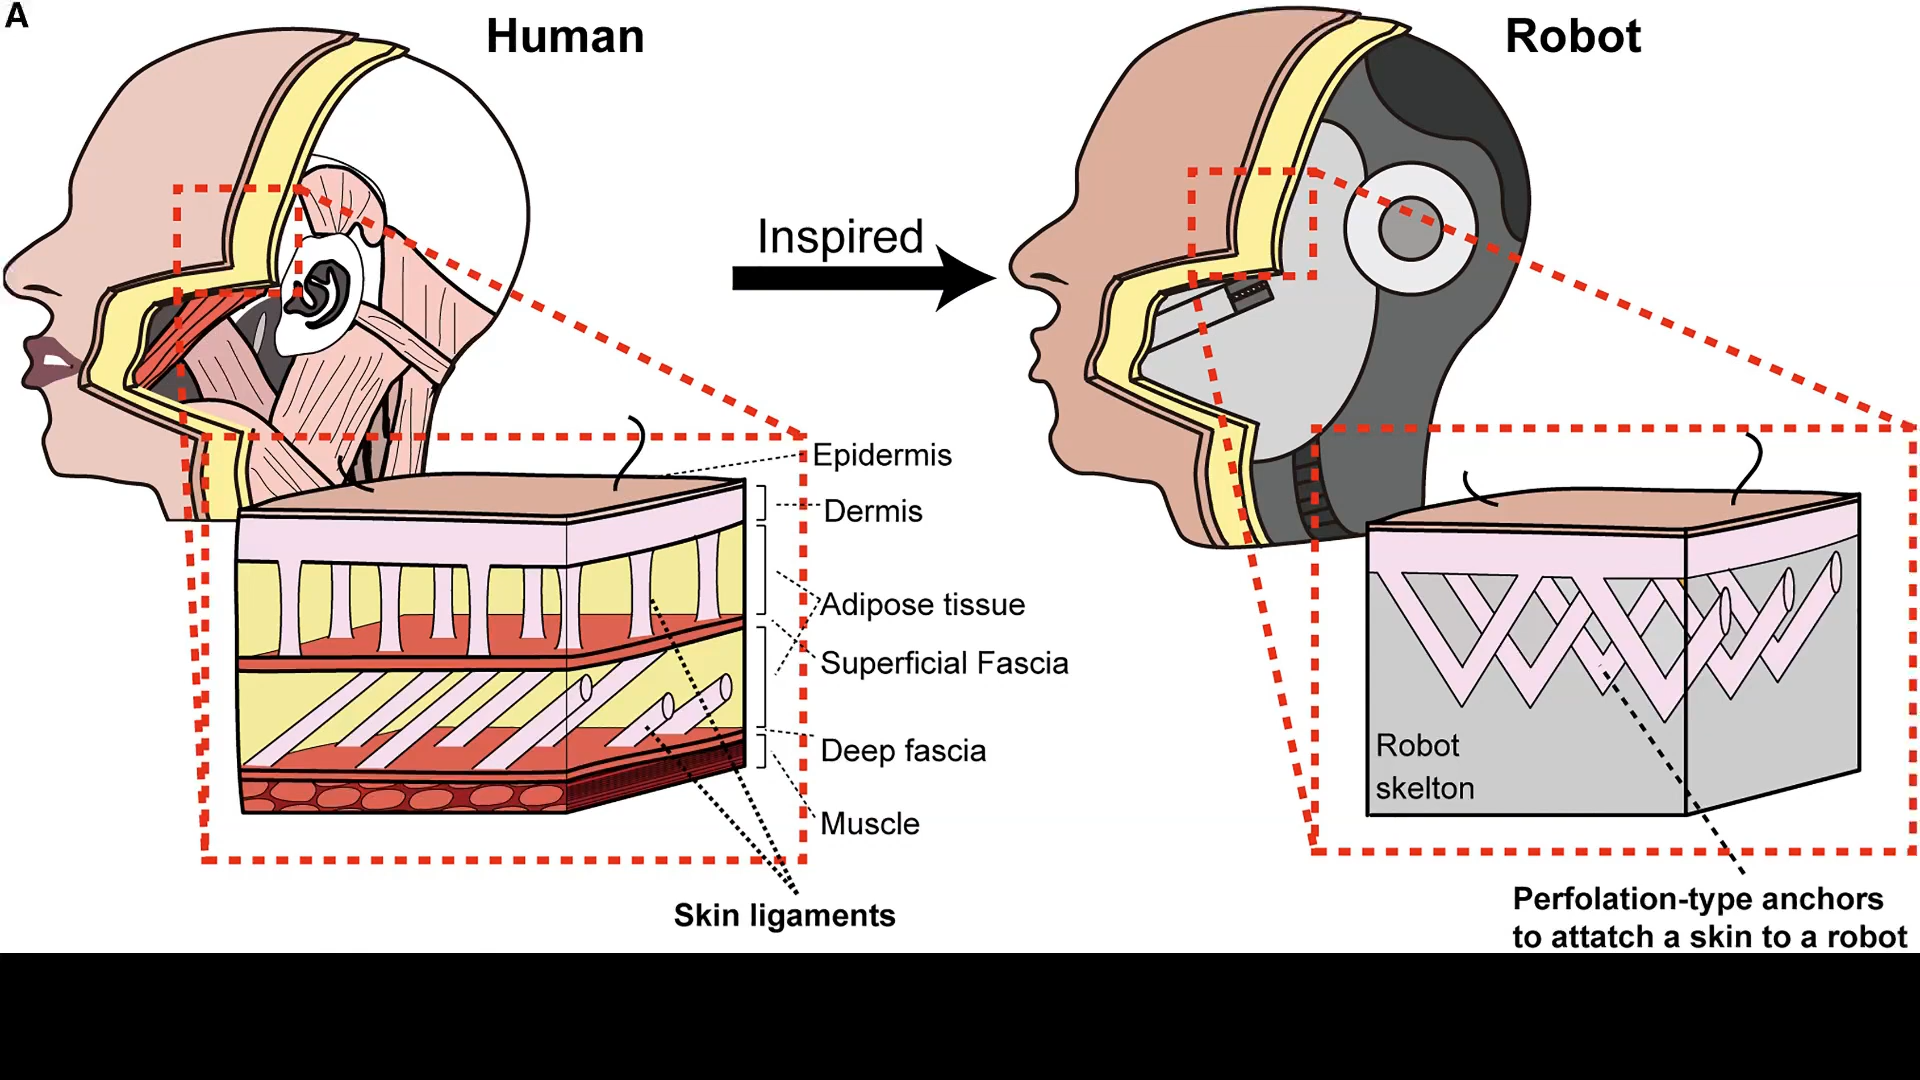 A
Human
Robot
Inspired
Epidermis
Dermis
Adipose tissue
Superficial Fascia
Deep fascia
Muscle
Skin ligaments
Robot
skelton
Perfolation-type anchors
to attatch a skin to a robot